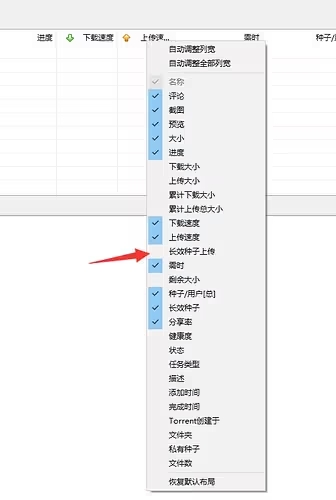 进度 下载速度 上传速... 需时 种子/
自动调整列宽
自动调整全部列宽
名称
评论
截图
预览
大小
进度
下载大小
上传大小
累计下载大小
累计上传总大小
下载速度
上传速度
长效种子上传
需时
剩余大小
种子/用户[总]
长效种子
分享率
健康度
状态
任务类型
描述
添加时间
完成时间
Torrent创建于
文件夹
私有种子
文件数
恢复默认布局